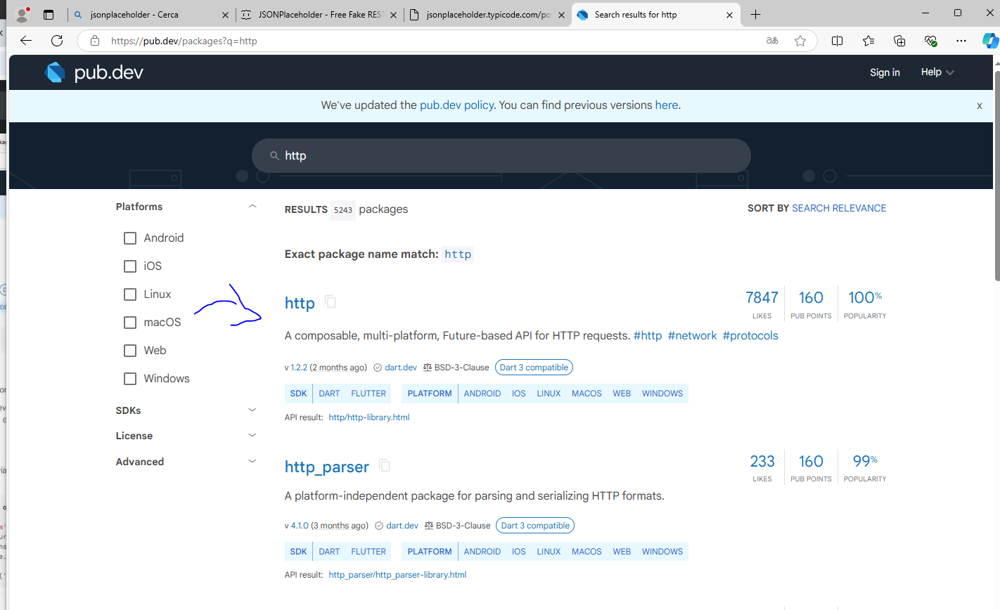 jsonplaceholder - Cerca
JSONPlaceholder - Free Fake RES
jsonplaceholder.typicode.com/po
Search results for http
https://pub.dev/packages?q=http
pub.dev
Sign in
Help
We've updated the pub.dev policy. You can find previous versions here.
x
http
Platforms
Android
iOS
Linux
macOS
Web
Windows
SDKs
License
Advanced
RESULTS 5243 packages
SORT BY SEARCH RELEVANCE
Exact package name match: http
http
7847 LIKES
160 PUB POINTS
100% POPULARITY
A composable, multi-platform, Future-based API for HTTP requests. #http #network #protocols
v 1.2.2 (2 months ago) dart.dev BSD-3-Clause Dart 3 compatible
SDK DART FLUTTER PLATFORM ANDROID IOS LINUX MACOS WEB WINDOWS
API result: http/http-library.html
http_parser
233 LIKES
160 PUB POINTS
99% POPULARITY
A platform-independent package for parsing and serializing HTTP formats.
v 4.1.0 (3 months ago) dart.dev BSD-3-Clause Dart 3 compatible
SDK DART FLUTTER PLATFORM ANDROID IOS LINUX MACOS WEB WINDOWS
API result: http_parser/http_parser-library.html